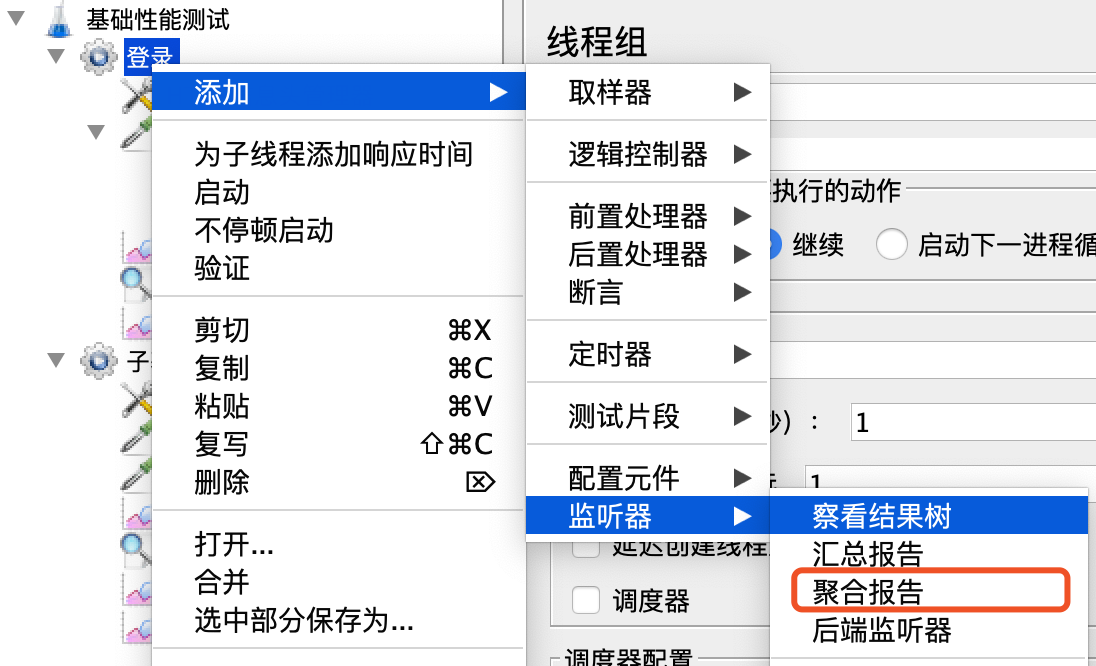 基础性能测试
登录
线程组
添加
为子线程添加响应时间
启动
不停顿启动
验证
剪切 ⌘X
复制 ⌘C
粘贴 ⌘V
复写 ⇧⌘C
删除 ⌦
打开...
合并
选中部分保存为...
子
取样器
逻辑控制器
前置处理器
后置处理器
断言
定时器
测试片段
配置元件
监听器
察看结果树
汇总报告
聚合报告
后端监听器
执行的动作
继续
启动下一进程循
秒） ： 1
1
延迟创建线程
调度器
调度器配置